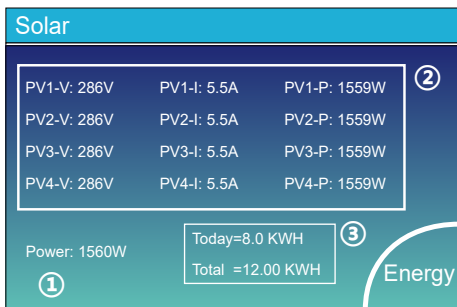 Solar
PV1-V: 286V PV1-I: 5.5A PV1-P: 1559W ②
PV2-V: 286V PV2-I: 5.5A PV2-P: 1559W
PV3-V: 286V PV3-I: 5.5A PV3-P: 1559W
PV4-V: 286V PV4-I: 5.5A PV4-P: 1559W
Today=8.0 KWH ③
Power: 1560W
Total =12.00 KWH
① Energy